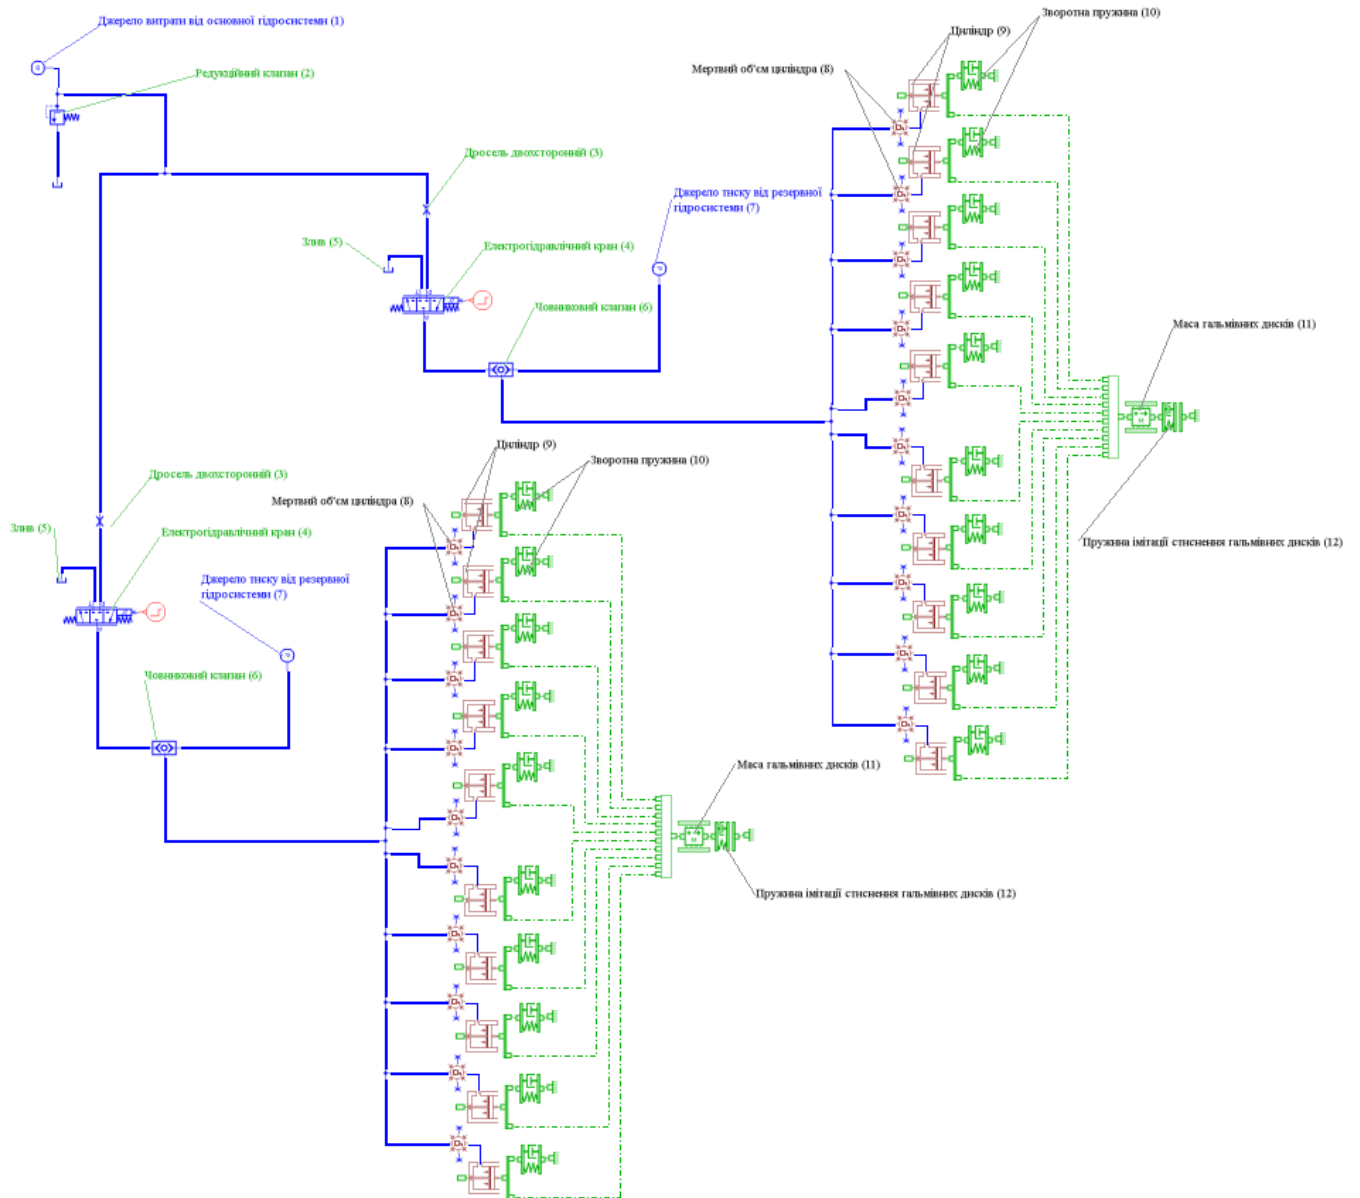 Джерело витрати від основної гідросистеми (1)
Редукційний клапан (2)
Дросель двохсторонній (3)
Джерело тиску від резервної
гідросистеми (7)
Злив (5)
Електрогідравлічний кран (4)
Човниковий клапан (6)
Зворотна пружина (10)
Циліндр (9)
Мертвий об'єм циліндра (8)
Маса гальмівних дисків (11)
Пружина імітації стиснення гальмівних дисків (12)
Циліндр (9)
Зворотна пружина (10)
Мертвий об'єм циліндра (8)
Дросель двохсторонній (3)
Злив (5)
Електрогідравлічний кран (4)
Джерело тиску від резервної
гідросистеми (7)
Човниковий клапан (6)
Маса гальмівних дисків (11)
Пружина імітації стиснення гальмівних дисків (12)